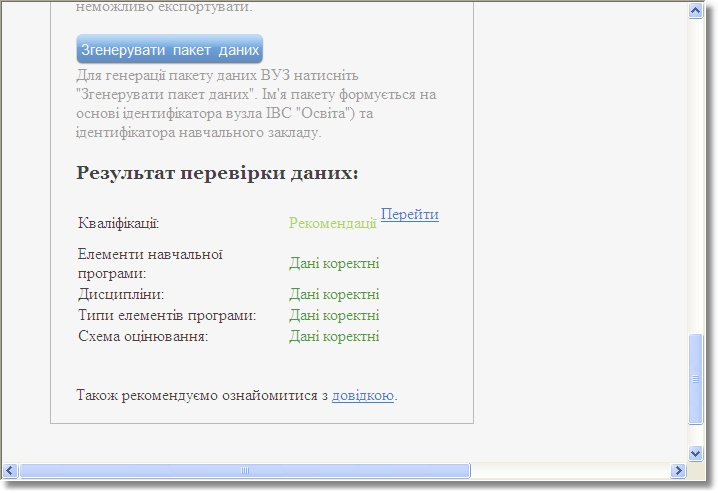 неможливо експортувати.
Згенерувати пакет даних
Для генерації пакету даних ВУЗ натисніть
"Згенерувати пакет даних". Ім'я пакету формується на
основі ідентифікатора вузла ІВС "Освіта") та
ідентифікатора навчального закладу.
Результат перевірки даних:
Кваліфікації: Рекомендації Перейти
Елементи навчальної
програми: Дані коректні
Дисципліни: Дані коректні
Типи елементів програми: Дані коректні
Схема оцінювання: Дані коректні
Також рекомендуємо ознайомитися з довідкою.